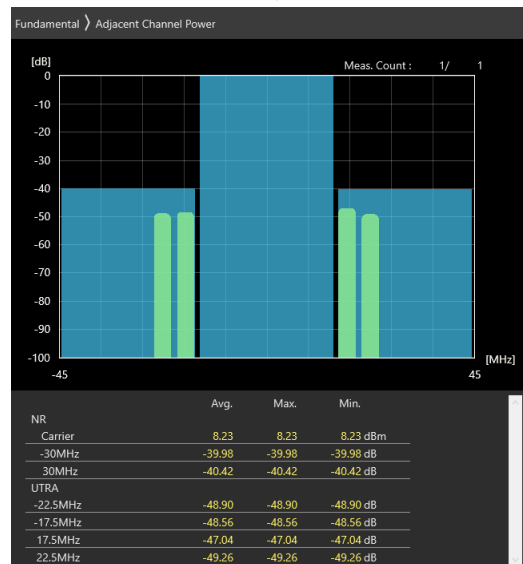 Fundamental ❭ Adjacent Channel Power
[dB]
Meas. Count : 1/ 1
0
-10
-20
-30
-40
-50
-60
-70
-80
-90
-100
[MHz]
-45 45
Avg. Max. Min.
NR
Carrier 8.23 8.23 8.23 dBm
-30MHz -39.98 -39.98 -39.98 dB
30MHz -40.42 -40.42 -40.42 dB
UTRA
-22.5MHz -48.90 -48.90 -48.90 dB
-17.5MHz -48.56 -48.56 -48.56 dB
17.5MHz -47.04 -47.04 -47.04 dB
22.5MHz -49.26 -49.26 -49.26 dB